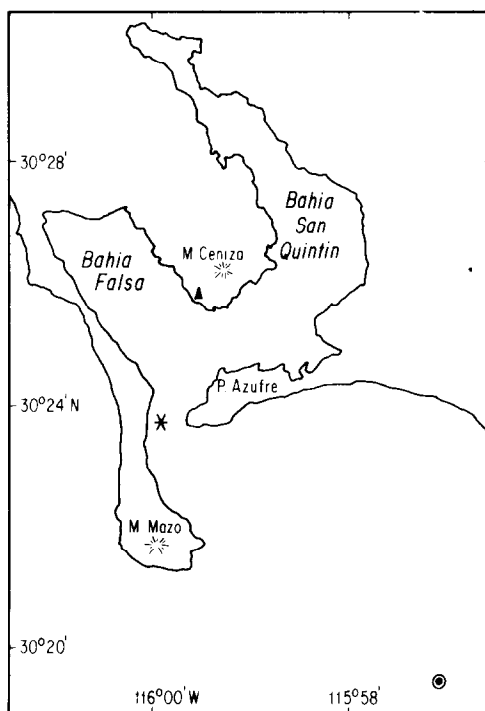 30°28'
Bahia
San
Quintin
M Ceniza
Bahia
Falsa
P. Azufre
30°24' N
M Mazo
30°20'
116°00'W
115°58'